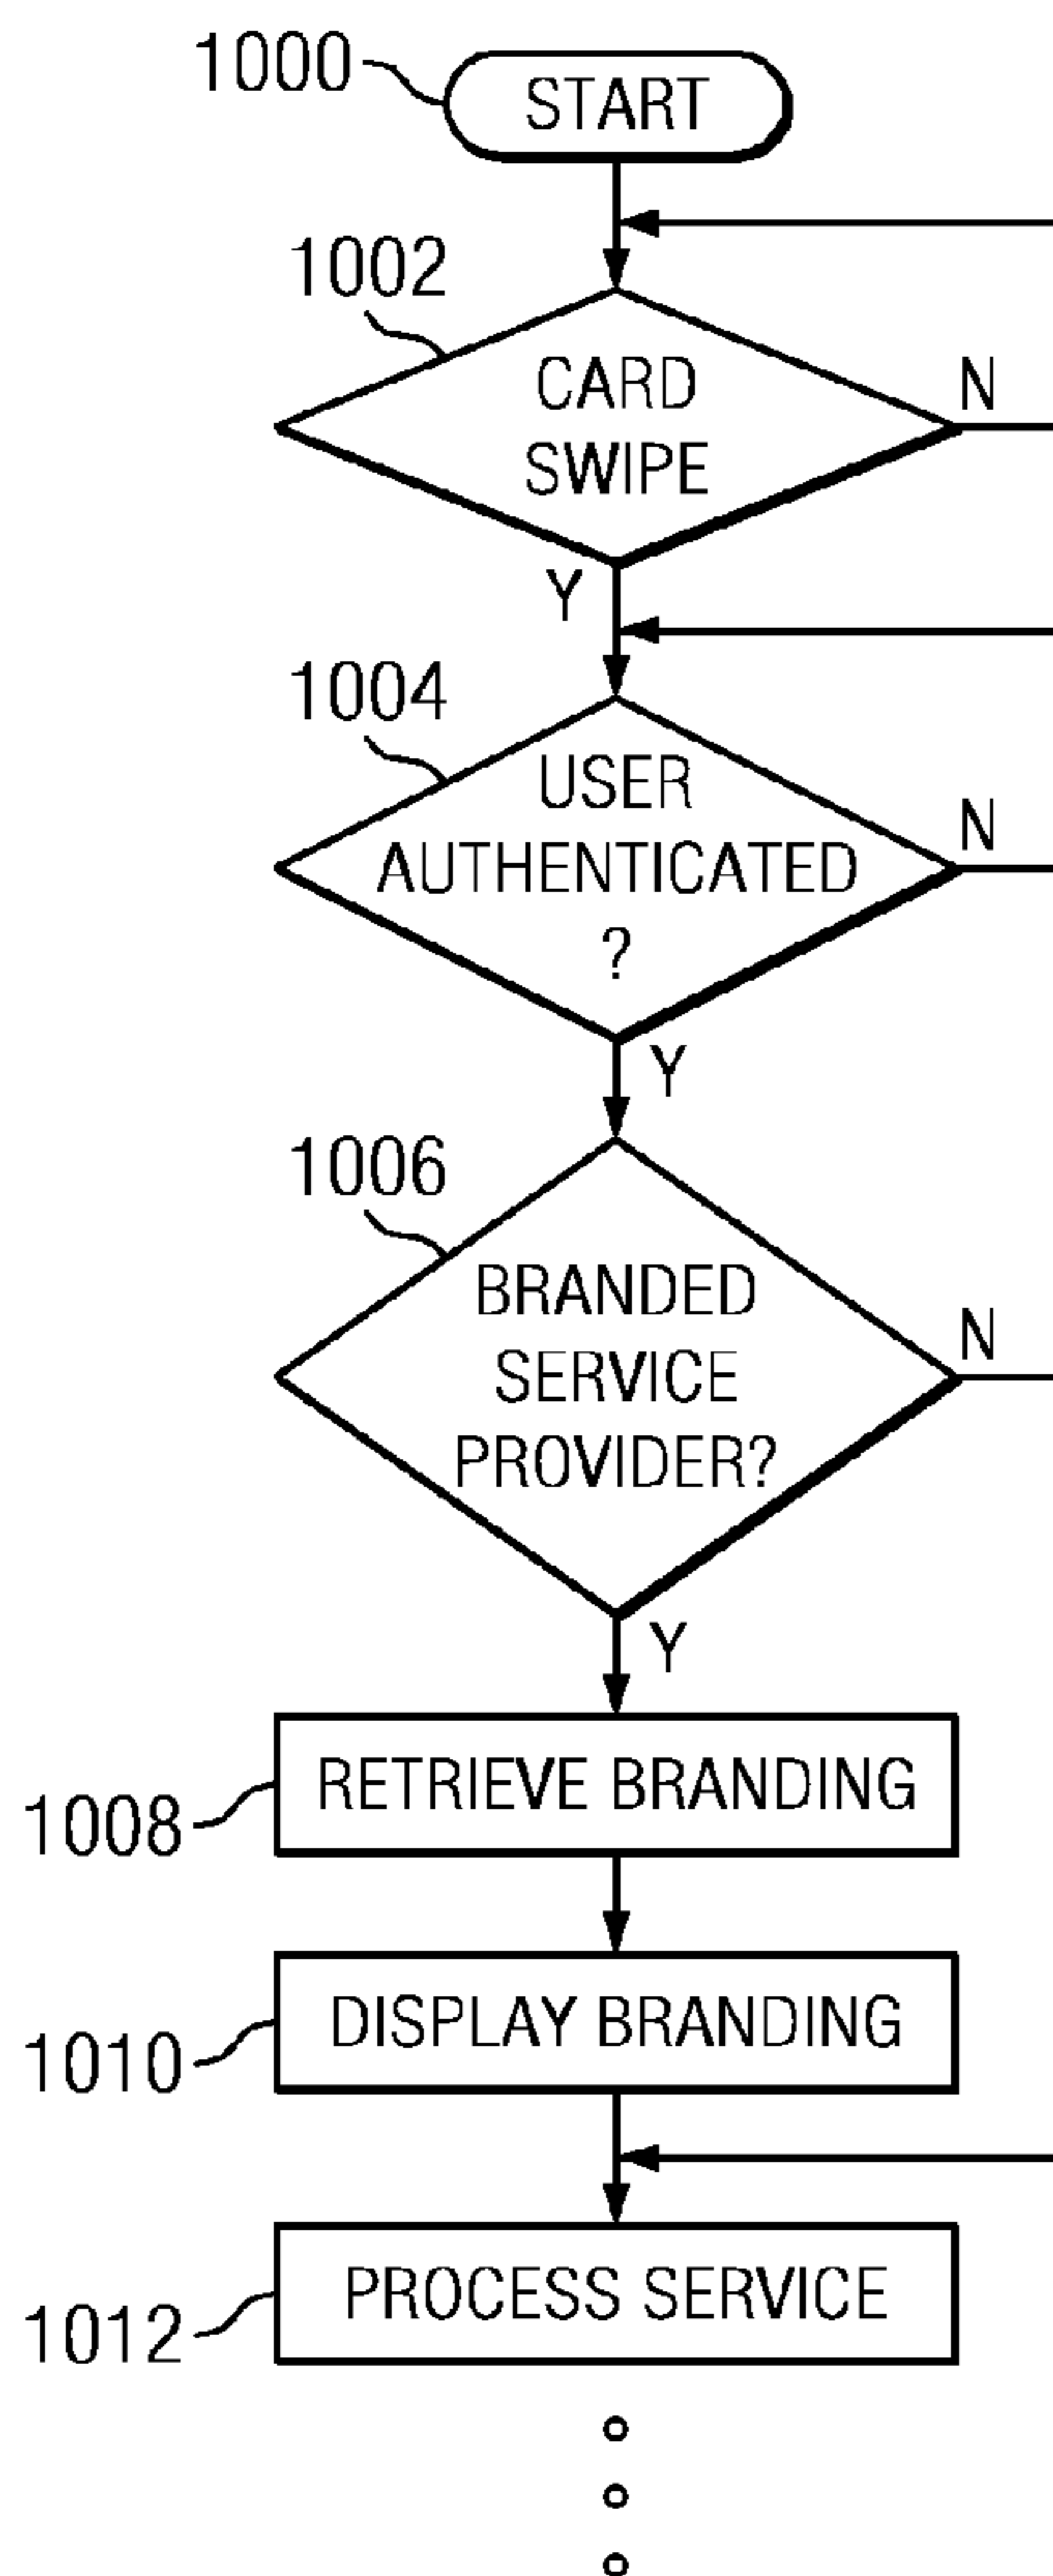 1000
START
1002
CARD
SWIPE
N
Y
1004
USER
AUTHENTICATED
?
N
Y
1006
BRANDED
SERVICE
PROVIDER?
N
Y
RETRIEVE BRANDING
1008
DISPLAY BRANDING
1010
PROCESS SERVICE
1012